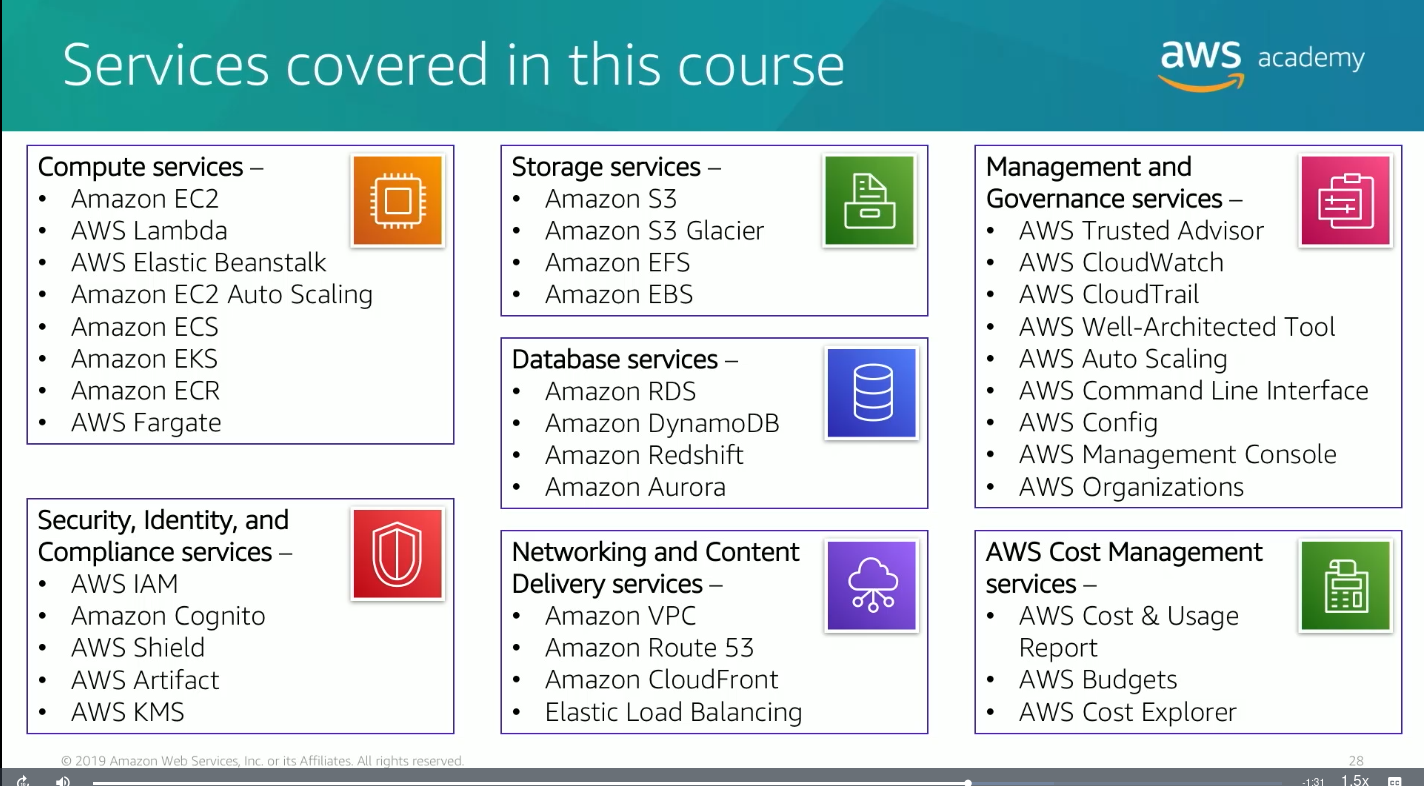 Services covered in this course
aws academy
Compute services –
• Amazon EC2
• AWS Lambda
• AWS Elastic Beanstalk
• Amazon EC2 Auto Scaling
• Amazon ECS
• Amazon EKS
• Amazon ECR
• AWS Fargate
Security, Identity, and
Compliance services –
• AWS IAM
• Amazon Cognito
• AWS Shield
• AWS Artifact
• AWS KMS
Storage services –
• Amazon S3
• Amazon S3 Glacier
• Amazon EFS
• Amazon EBS
Database services –
• Amazon RDS
• Amazon DynamoDB
• Amazon Redshift
• Amazon Aurora
Networking and Content
Delivery services –
• Amazon VPC
• Amazon Route 53
• Amazon CloudFront
• Elastic Load Balancing
Management and
Governance services –
• AWS Trusted Advisor
• AWS CloudWatch
• AWS CloudTrail
• AWS Well-Architected Tool
• AWS Auto Scaling
• AWS Command Line Interface
• AWS Config
• AWS Management Console
• AWS Organizations
AWS Cost Management
services –
• AWS Cost & Usage
Report
• AWS Budgets
• AWS Cost Explorer
© 2019 Amazon Web Services, Inc. or its Affiliates. All rights reserved.
28
-1:31
1.5x